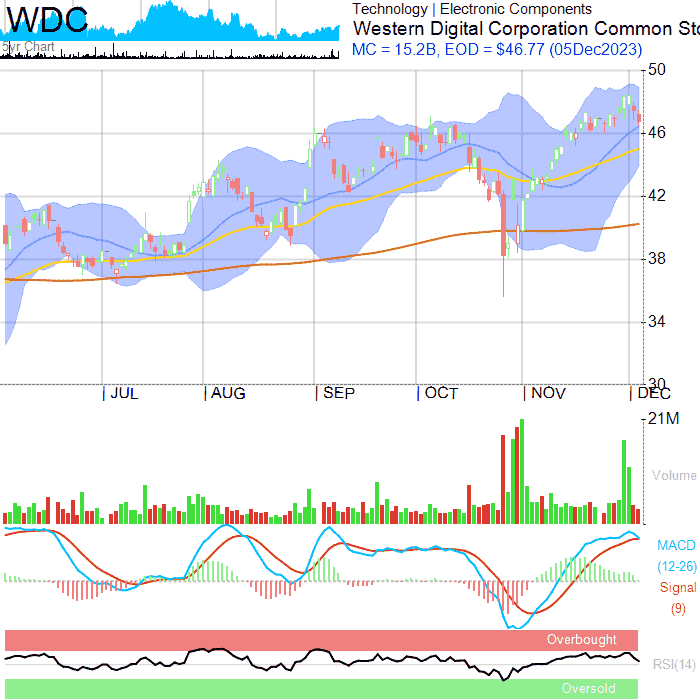 WDC
5yr Chart
Technology | Electronic Components
Western Digital Corporation Common Sto
MC = 15.2B, EOD = $46.77 (05Dec2023)
50
46
42
38
34
30
JUL AUG SEP OCT NOV DEC
21M
Volume
MACD
(12-26)
Signal
(9)
Overbought
RSI(14)
Oversold